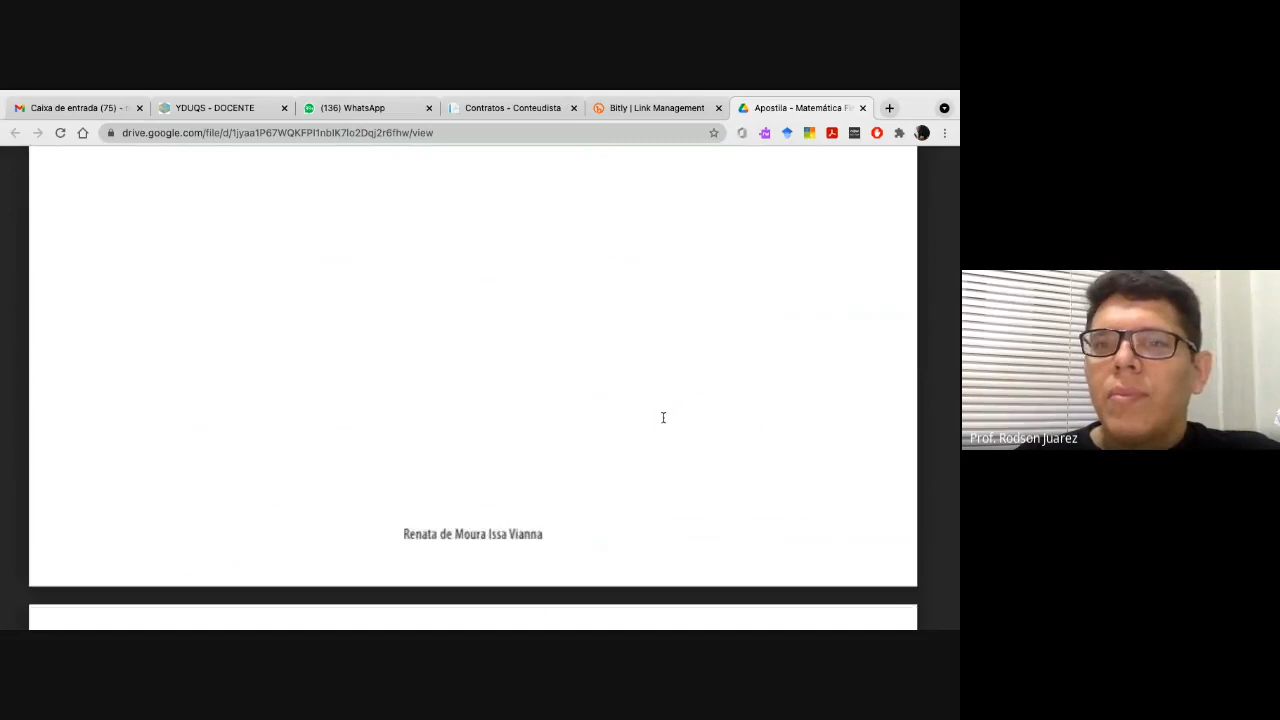 Caixa de entrada (75) -
YDUQS - DOCENTE
(136) WhatsApp
Contratos - Conteudista
Bitly | Link Management
Apostila - Matemática Fi
drive.google.com/file/d/1jyaa1P67WQKFPI1nbIK7lo2Dqj2r6fhw/view
Renata de Moura Issa Vianna
Prof. Rodson Juarez